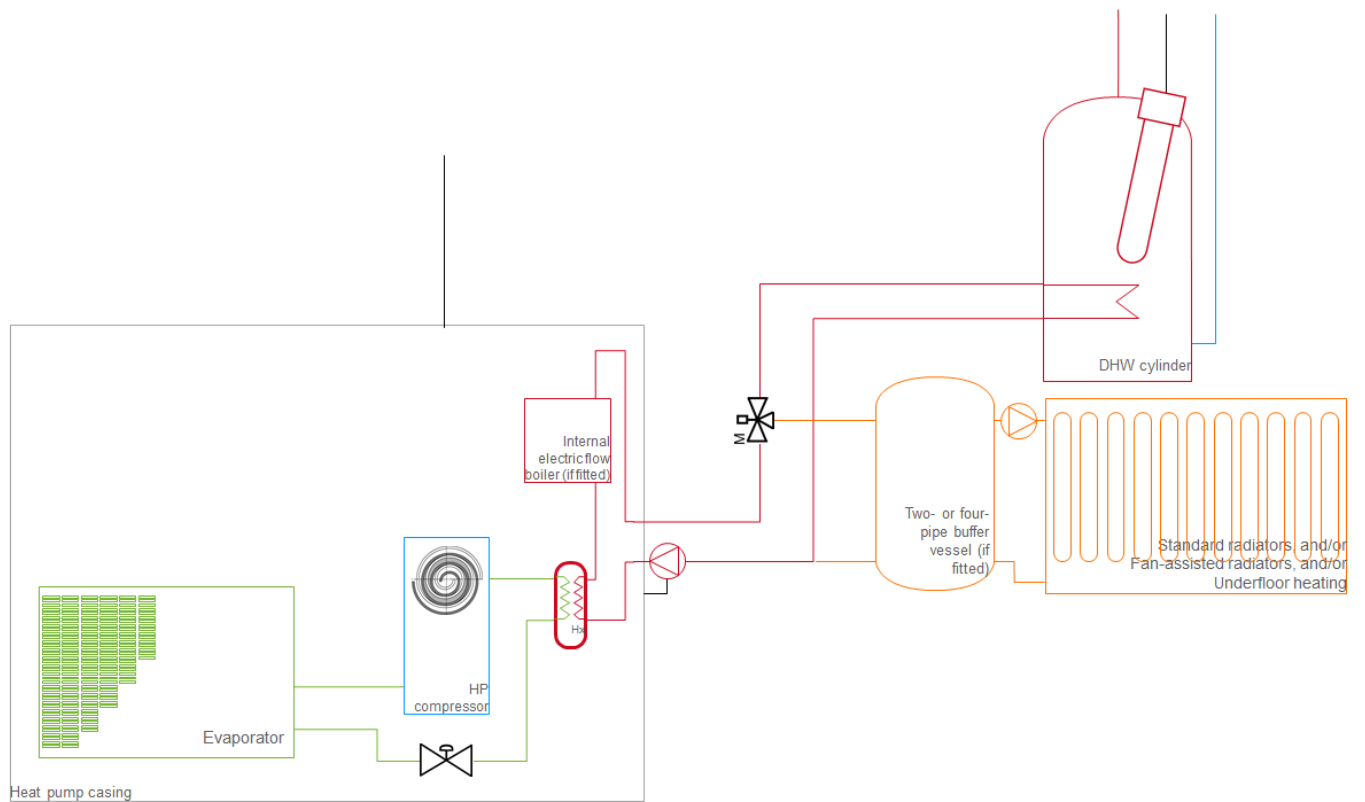 DHW cylinder
M
Internal
electric flow
boiler (if fitted)
Two- or four-
pipe buffer
vessel (if
fitted)
Standard radiators, and/or
Fan-assisted radiators, and/or
Underfloor heating
Hx
HP
compressor
Evaporator
Heat pump casing